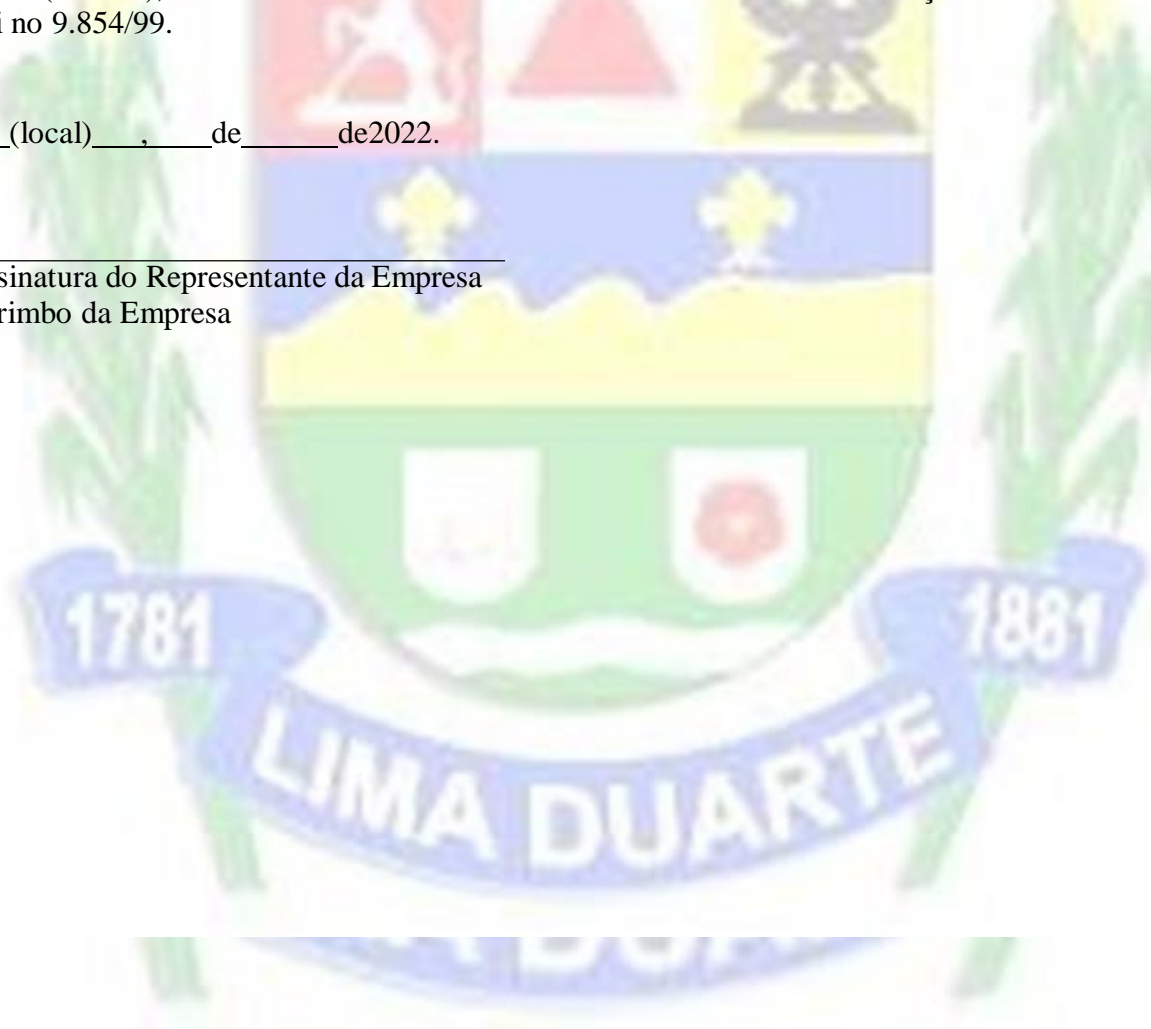 i no 9.854/99.
(local) , de de2022.
sinatura do Representante da Empresa
rimbo da Empresa
1781
1881
LIMA DUARTE